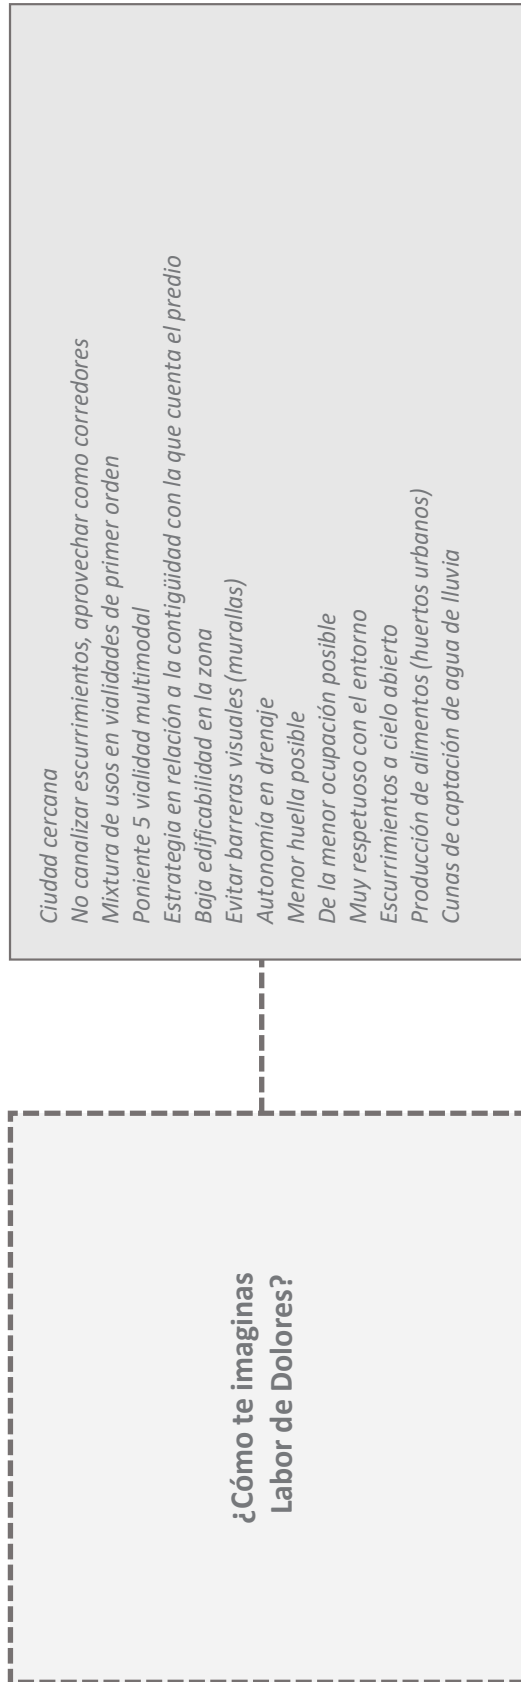 ¿Cómo te imaginas
Labor de Dolores?
Ciudad cercana
No canalizar escurrimientos, aprovechar como corredores
Mixtura de usos en vialidades de primer orden
Poniente 5 vialidad multimodal
Estrategia en relación a la contigüidad con la que cuenta el predio
Baja edificabilidad en la zona
Evitar barreras visuales (murallas)
Autonomía en drenaje
Menor huella posible
De la menor ocupación posible
Muy respetuoso con el entorno
Escurrimientos a cielo abierto
Producción de alimentos (huertos urbanos)
Cunas de captación de agua de lluvia